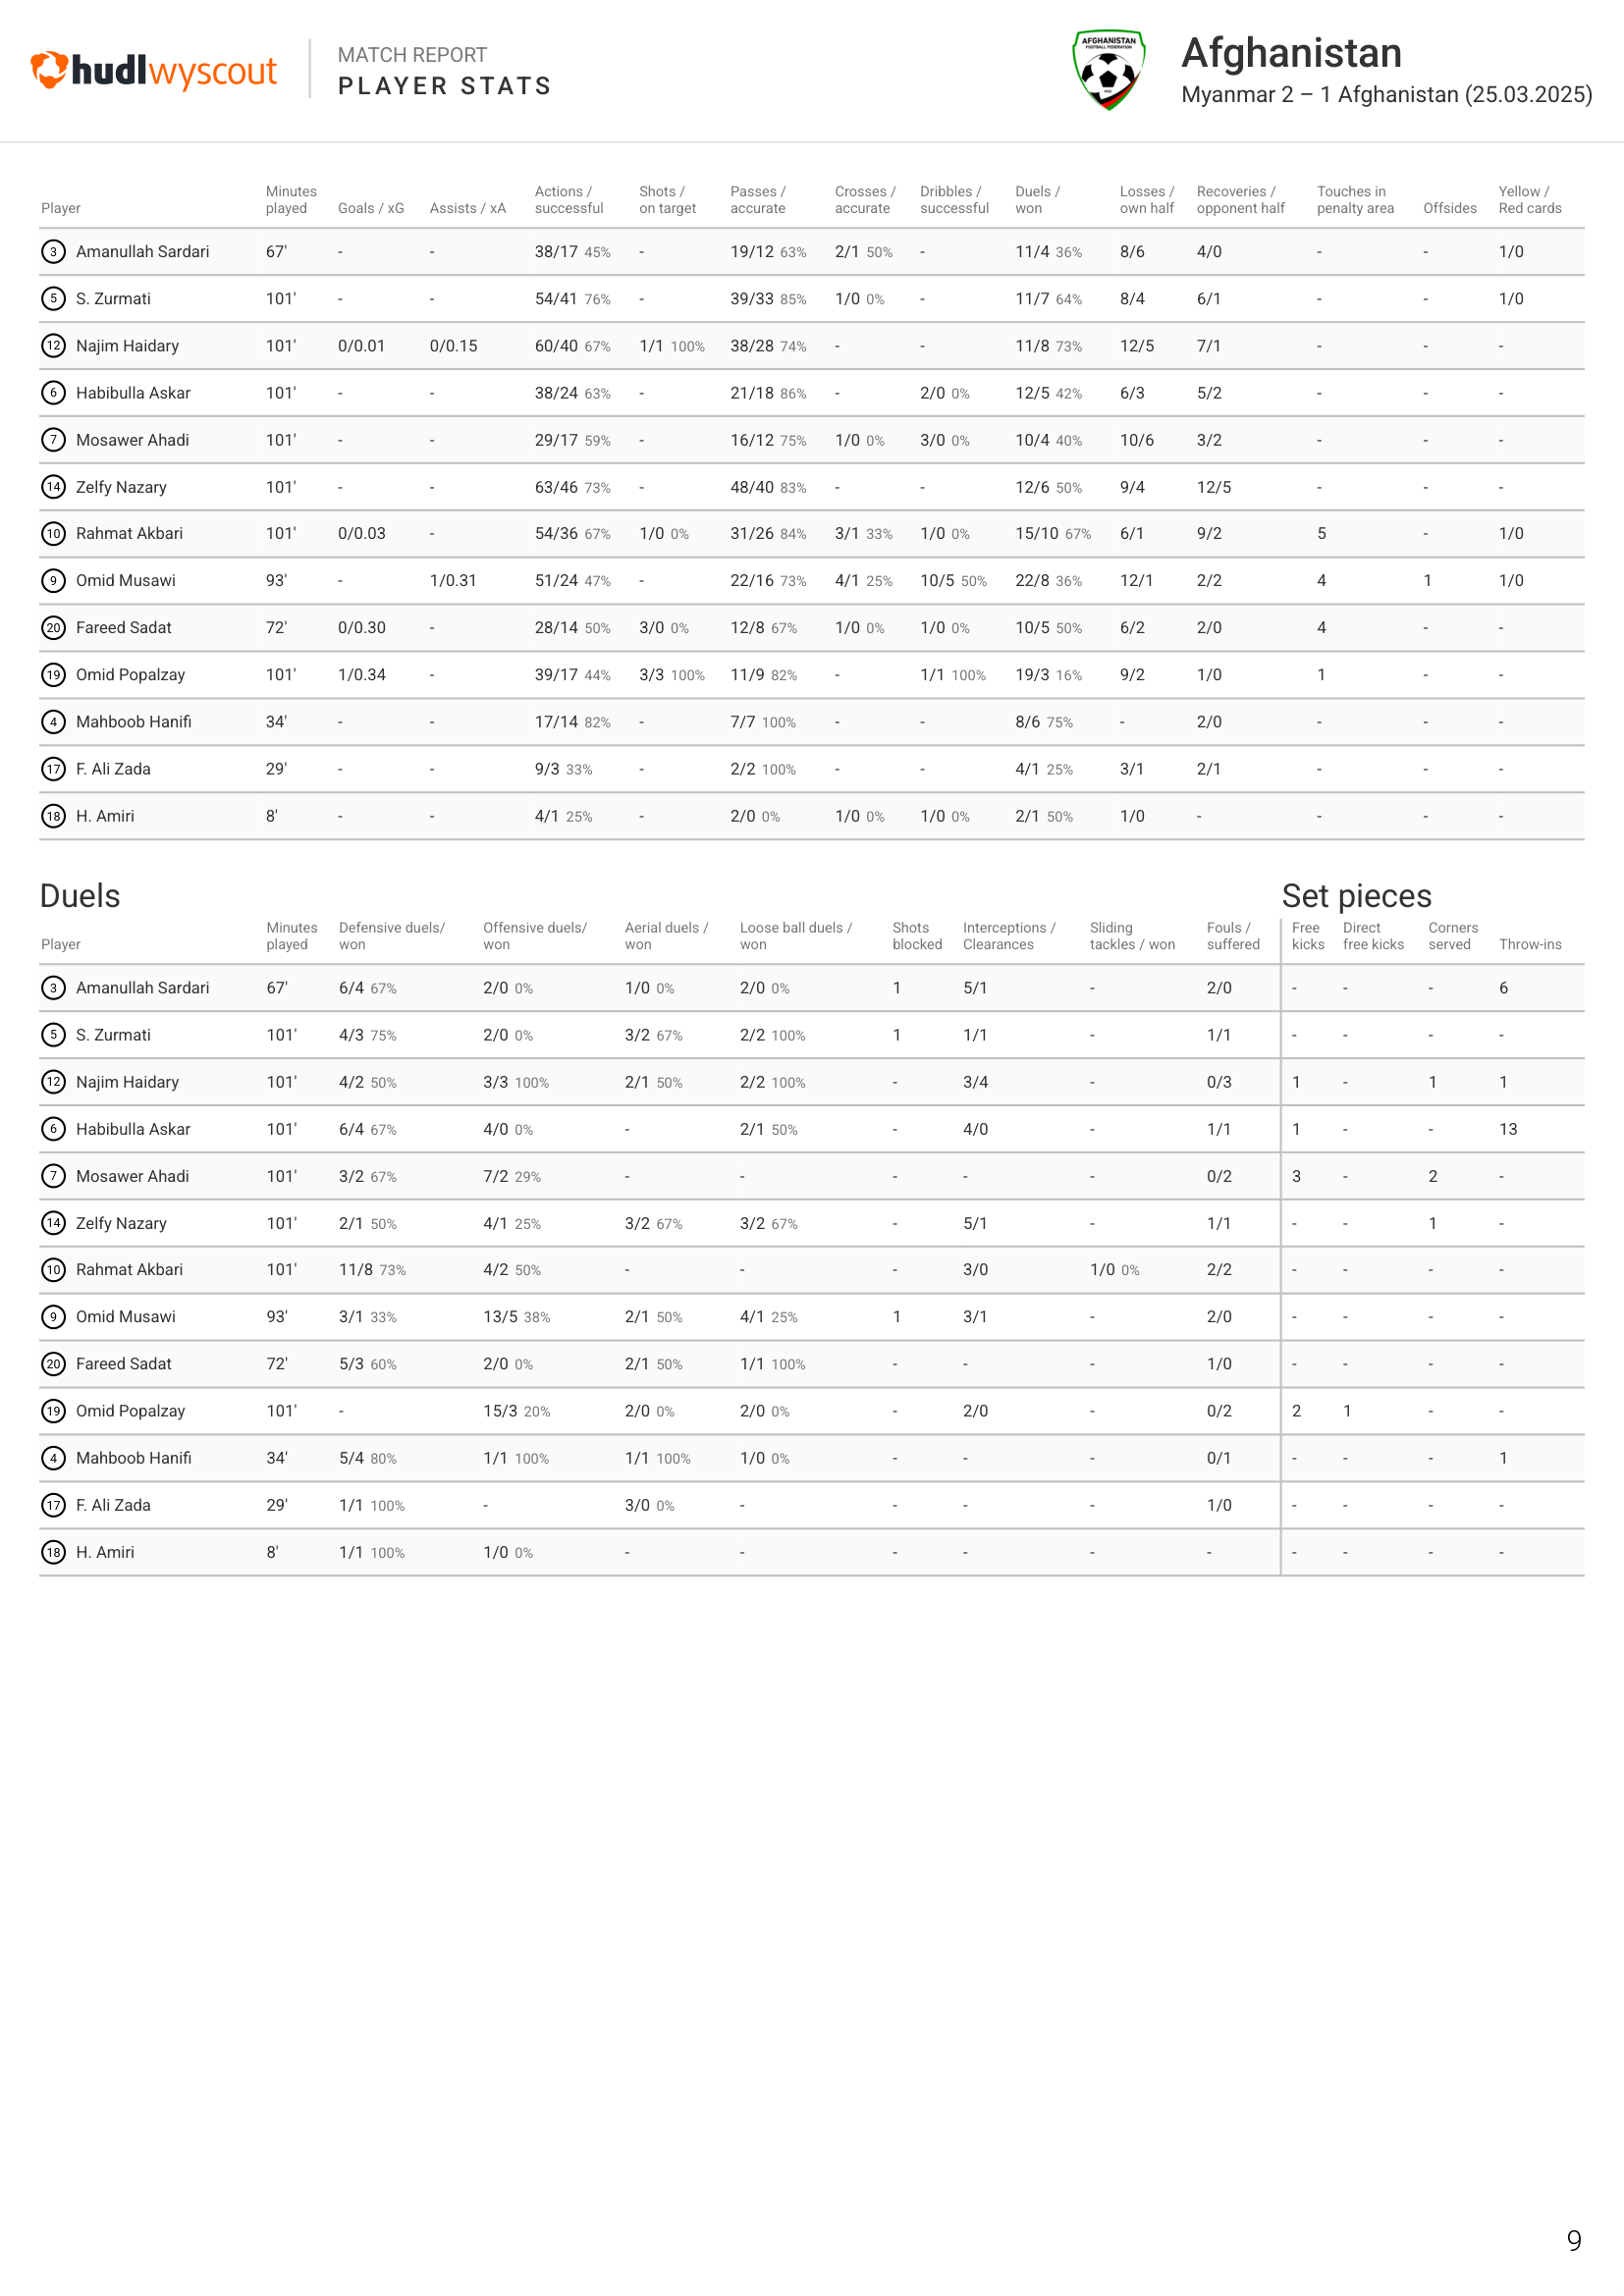 hudl wyscout
MATCH REPORT
PLAYER STATS
AFGHANISTAN
FOOTBALL FEDERATION
Afghanistan
Myanmar 2 – 1 Afghanistan (25.03.2025)
Player Minutes played Goals / xG Assists / xA Actions / successful Shots / on target Passes / accurate Crosses / accurate Dribbles / successful Duels / won Losses / own half Recoveries / opponent half Touches in penalty area Offsides Yellow / Red cards
3 Amanullah Sardari 67' - - 38/17 45% - 19/12 63% 2/1 50% - 11/4 36% 8/6 4/0 - - 1/0
5 S. Zurmati 101' - - 54/41 76% - 39/33 85% 1/0 0% - 11/7 64% 8/4 6/1 - - 1/0
12 Najim Haidary 101' 0/0.01 0/0.15 60/40 67% 1/1 100% 38/28 74% - - 11/8 73% 12/5 7/1 - - -
6 Habibulla Askar 101' - - 38/24 63% - 21/18 86% - 2/0 0% 12/5 42% 6/3 5/2 - - -
7 Mosawer Ahadi 101' - - 29/17 59% - 16/12 75% 1/0 0% 3/0 0% 10/4 40% 10/6 3/2 - - -
14 Zelfy Nazary 101' - - 63/46 73% - 48/40 83% - - 12/6 50% 9/4 12/5 - - -
10 Rahmat Akbari 101' 0/0.03 - 54/36 67% 1/0 0% 31/26 84% 3/1 33% 1/0 0% 15/10 67% 6/1 9/2 5 - 1/0
9 Omid Musawi 93' - 1/0.31 51/24 47% - 22/16 73% 4/1 25% 10/5 50% 22/8 36% 12/1 2/2 4 1 1/0
20 Fareed Sadat 72' 0/0.30 - 28/14 50% 3/0 0% 12/8 67% 1/0 0% 1/0 0% 10/5 50% 6/2 2/0 4 - -
19 Omid Popalzay 101' 1/0.34 - 39/17 44% 3/3 100% 11/9 82% - 1/1 100% 19/3 16% 9/2 1/0 1 - -
4 Mahboob Hanifi 34' - - 17/14 82% - 7/7 100% - - 8/6 75% - 2/0 - - -
17 F. Ali Zada 29' - - 9/3 33% - 2/2 100% - - 4/1 25% 3/1 2/1 - - -
18 H. Amiri 8' - - 4/1 25% - 2/0 0% 1/0 0% 1/0 0% 2/1 50% 1/0 - - - -
Duels Set pieces
Player Minutes played Defensive duels/ won Offensive duels/ won Aerial duels / won Loose ball duels / won Shots blocked Interceptions / Clearances Sliding tackles / won Fouls / suffered Free kicks Direct free kicks Corners served Throw-ins
3 Amanullah Sardari 67' 6/4 67% 2/0 0% 1/0 0% 2/0 0% 1 5/1 - 2/0 - - - 6
5 S. Zurmati 101' 4/3 75% 2/0 0% 3/2 67% 2/2 100% 1 1/1 - 1/1 - - - -
12 Najim Haidary 101' 4/2 50% 3/3 100% 2/1 50% 2/2 100% - 3/4 - 0/3 1 - 1 1
6 Habibulla Askar 101' 6/4 67% 4/0 0% - 2/1 50% - 4/0 - 1/1 1 - - 13
7 Mosawer Ahadi 101' 3/2 67% 7/2 29% - - - - - 0/2 3 - 2 -
14 Zelfy Nazary 101' 2/1 50% 4/1 25% 3/2 67% 3/2 67% - 5/1 - 1/1 - - 1 -
10 Rahmat Akbari 101' 11/8 73% 4/2 50% - - - 3/0 1/0 0% 2/2 - - - -
9 Omid Musawi 93' 3/1 33% 13/5 38% 2/1 50% 4/1 25% 1 3/1 - 2/0 - - - -
20 Fareed Sadat 72' 5/3 60% 2/0 0% 2/1 50% 1/1 100% - - - 1/0 - - - -
19 Omid Popalzay 101' - 15/3 20% 2/0 0% 2/0 0% - 2/0 - 0/2 2 1 - -
4 Mahboob Hanifi 34' 5/4 80% 1/1 100% 1/1 100% 1/0 0% - - - 0/1 - - - 1
17 F. Ali Zada 29' 1/1 100% - 3/0 0% - - - - 1/0 - - - -
18 H. Amiri 8' 1/1 100% 1/0 0% - - - - - - - - - -
9